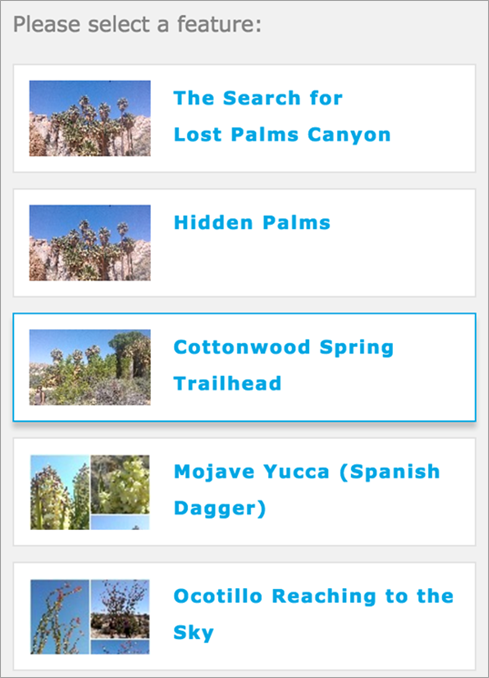 Please select a feature:
The Search for
Lost Palms Canyon
Hidden Palms
Cottonwood Spring
Trailhead
Mojave Yucca (Spanish
Dagger)
Ocotillo Reaching to the
Sky